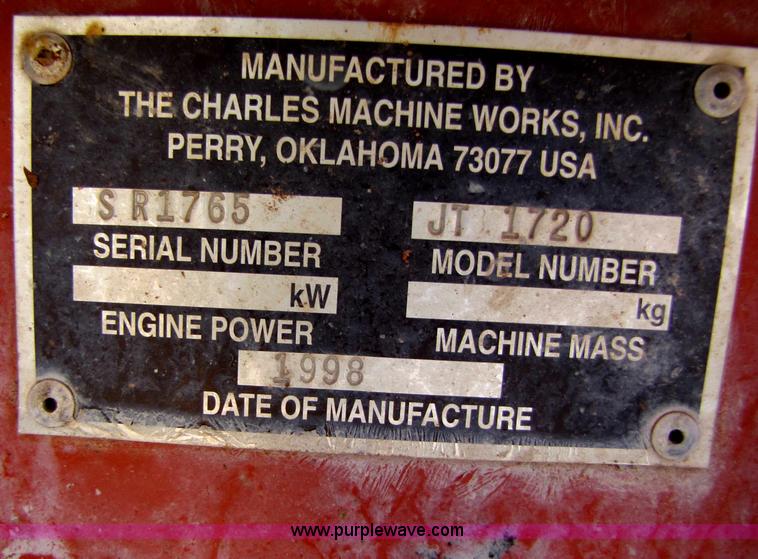 MANUFACTURED BY
THE CHARLES MACHINE WORKS, INC.
PERRY, OKLAHOMA 73077 USA
S R1765 JT 1720
SERIAL NUMBER MODEL NUMBER
kW kg
ENGINE POWER MACHINE MASS
1998
DATE OF MANUFACTURE
www.purplewave.com